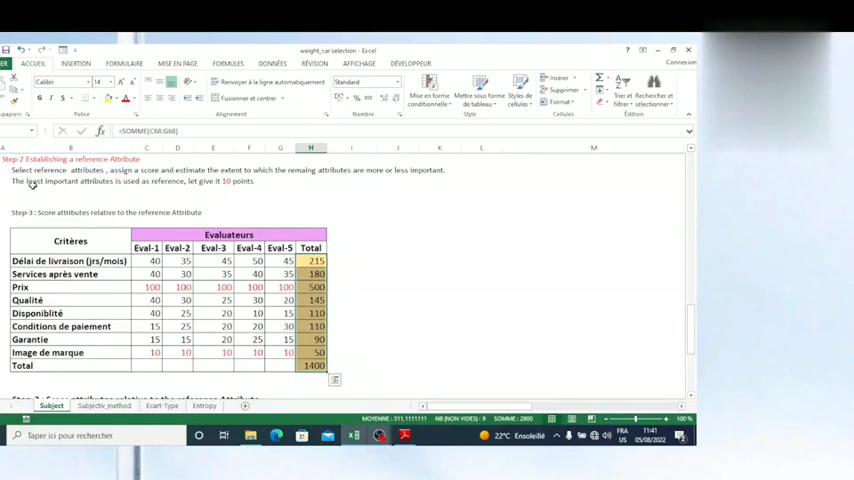 weight_car selection - Excel
ACCUEIL INSERTION FORMULAIRE MISE EN PAGE FORMULES DONNÉES RÉVISION AFFICHAGE DÉVELOPPEUR Connexion
Calibri 14 Renvoyer à la ligne automatiquement Standard Insérer
Fusionner et centrer Supprimer
Mise en forme conditionnelle Mettre sous forme de tableau Styles de cellules Format Trier et filtrer Rechercher et sélectionner
Police Alignement Nombre Style Cellules Édition
=SOMME(C68:G68)
A B C D E F G H I J K L M
Step-2 Establishing a reference Attribute
Select reference attributes , assign a score and estimate the extent to which the remaing attributes are more or less important.
The least important attributes is used as reference, let give it 10 points
Step-3 : Score attributes relative to the reference Attribute
Critères Evaluateurs
Eval-1 Eval-2 Eval-3 Eval-4 Eval-5 Total
Délai de livraison (jrs/mois) 40 35 45 50 45 215
Services après vente 40 30 35 40 35 180
Prix 100 100 100 100 100 500
Qualité 40 30 25 30 20 145
Disponiblité 40 25 20 10 15 110
Conditions de paiement 15 25 20 20 30 110
Garantie 15 15 20 25 15 90
Image de marque 10 10 10 10 10 50
Total 1400
Subject Subjectiv_method Ecart-Type Entropy
MOYENNE : 311,1111111 NB (NON VIDES) : 9 SOMME : 2800 100 %
Taper ici pour rechercher 22°C Ensoleillé FRA 11:41
US 05/08/2022